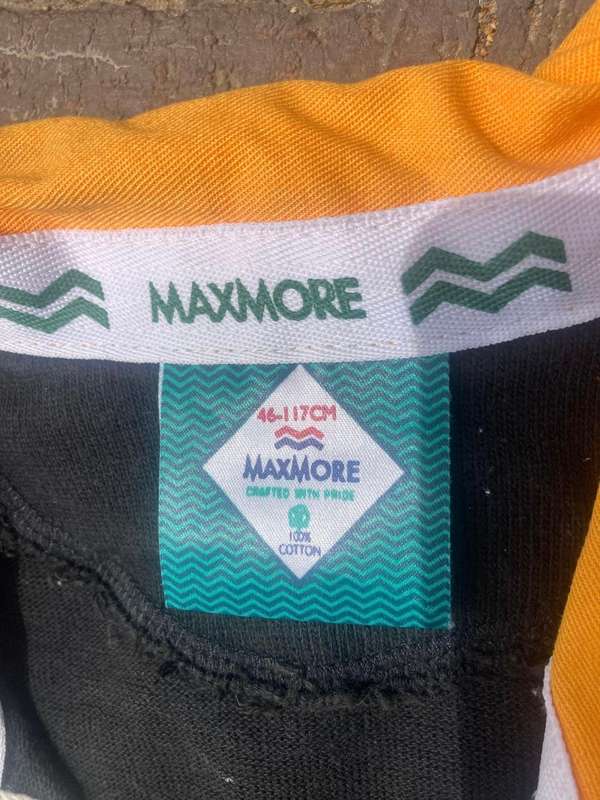 MAXMORE
46-117CM
MAXMORE
CRAFTED WITH PRIDE
100%
COTTON